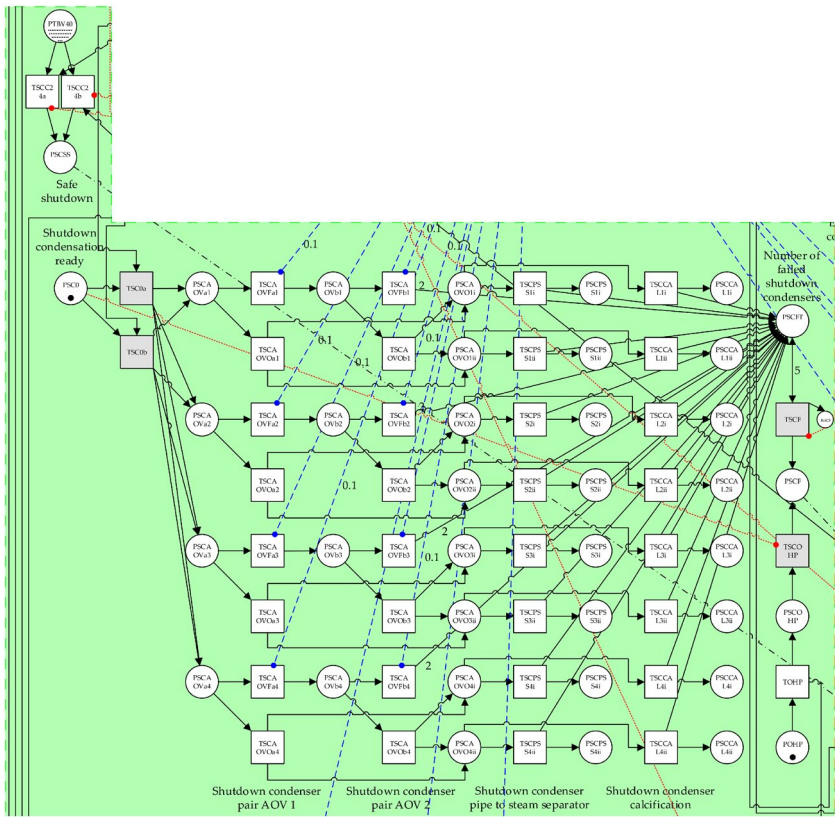 PTBV40
TSCC2
4a
TSCC2
4b
PSCSS
Safe
shutdown
Shutdown
condensation
ready
0.1
0.1
0.1
Number of
failed
shutdown
condensers
PSC0
TSC0a
PSCA
OVa1
TSCA
OVFa1
PSCA
OVb1
TSCA
OVFb1
2
PSCA
OVO1i
TSCPS
S1i
PSCPS
S1i
TSCCA
L1i
PSCCA
L1i
PSCFT
TSC0b
TSCA
OVOa1
0.1
TSCA
OVOb1
0.1
PSCA
OVO1ii
TSCPS
S1ii
PSCPS
S1ii
TSCCA
L1ii
PSCCA
L1ii
0.1
5
PSCA
OVa2
TSCA
OVFa2
PSCA
OVb2
TSCA
OVFb2
PSCA
OVO2i
TSCPS
S2i
PSCPS
S2i
TSCCA
L2i
PSCCA
L2i
TSCF
TSCA
OVOa2
0.1
TSCA
OVOb2
PSCA
OVO2ii
TSCPS
S2ii
PSCPS
S2ii
TSCCA
L2ii
PSCCA
L2ii
PSCF
2
PSCA
OVa3
TSCA
OVFa3
PSCA
OVb3
TSCA
OVFb3
0.1
PSCA
OVO3i
TSCPS
S3i
PSCPS
S3i
TSCCA
L3i
PSCCA
L3i
TSCO
HP
TSCA
OVOa3
TSCA
OVOb3
PSCA
OVO3ii
TSCPS
S3ii
PSCPS
S3ii
TSCCA
L3ii
PSCCA
L3ii
PSCO
HP
2
PSCA
OVa4
TSCA
OVFa4
PSCA
OVb4
TSCA
OVFb4
PSCA
OVO4i
TSCPS
S4i
PSCPS
S4i
TSCCA
L4i
PSCCA
L4i
TOHP
TSCA
OVOa4
TSCA
OVOb4
PSCA
OVO4ii
TSCPS
S4ii
PSCPS
S4ii
TSCCA
L4ii
PSCCA
L4ii
POHP
Shutdown condenser
pair AOV 1
Shutdown condenser
pair AOV 2
Shutdown condenser
pipe to steam separator
Shutdown condenser
calcification